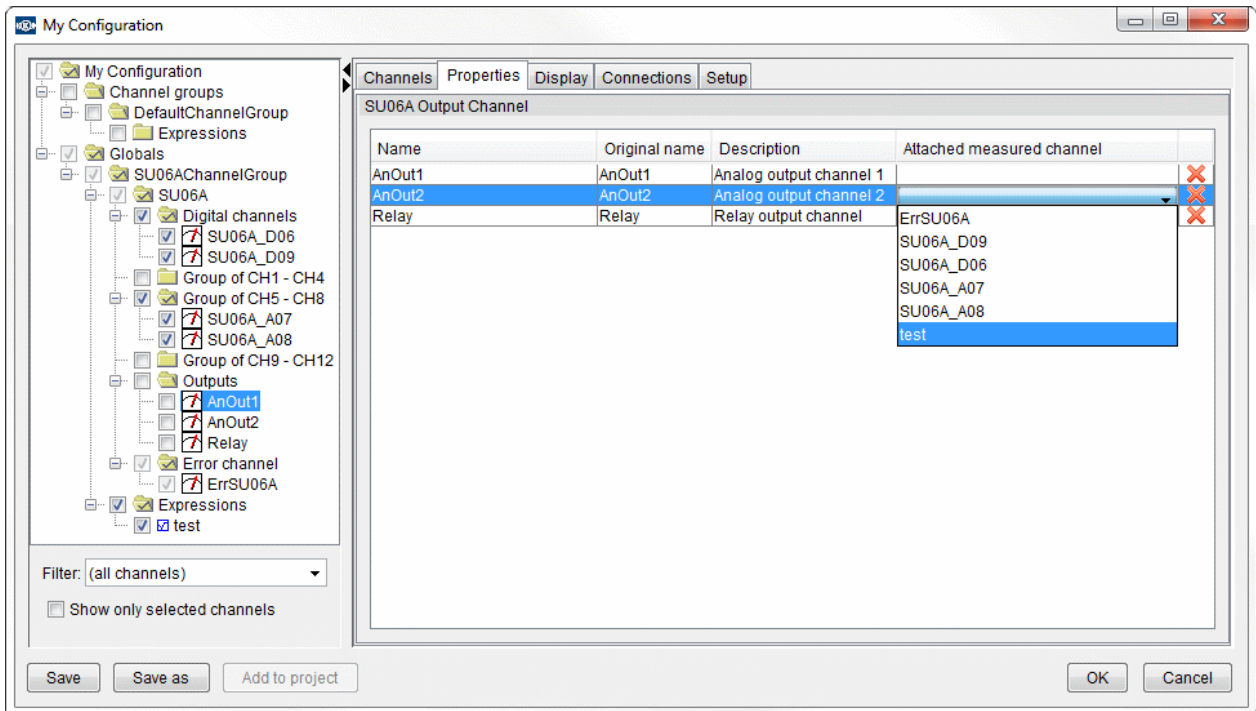 My Configuration
My Configuration
Channel groups
DefaultChannelGroup
Expressions
Globals
SU06AChannelGroup
SU06A
Digital channels
SU06A_D06
SU06A_D09
Group of CH1 - CH4
Group of CH5 - CH8
SU06A_A07
SU06A_A08
Group of CH9 - CH12
Outputs
AnOut1
AnOut2
Relay
Error channel
ErrSU06A
Expressions
test
Filter: (all channels)
Show only selected channels
Channels Properties Display Connections Setup
SU06A Output Channel
Name Original name Description Attached measured channel
AnOut1 AnOut1 Analog output channel 1
AnOut2 AnOut2 Analog output channel 2
Relay Relay Relay output channel
ErrSU06A
SU06A_D09
SU06A_D06
SU06A_A07
SU06A_A08
test
Save Save as Add to project OK Cancel